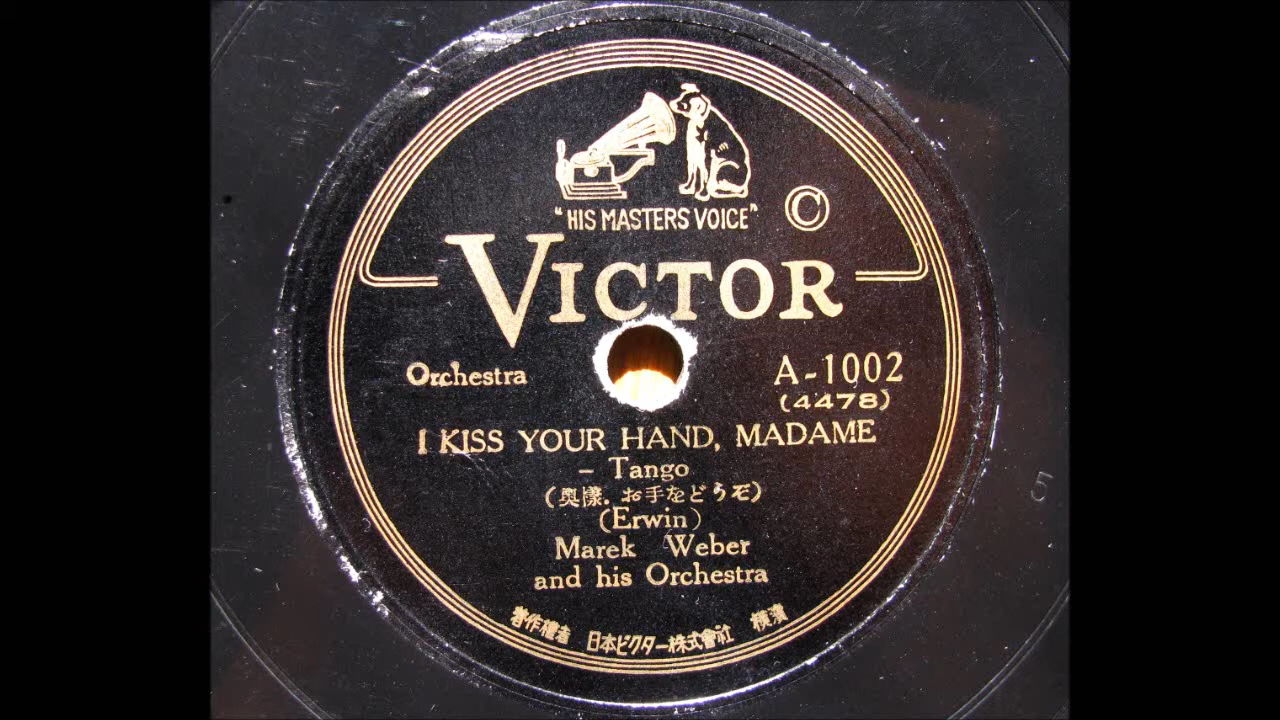 "HIS MASTERS VOICE" ©
VICTOR
Orchestra
A-1002
(4478)
I KISS YOUR HAND, MADAME
– Tango
(奥様.お手をどうぞ)
(Erwin)
Marek Weber
and his Orchestra
著作權者 日本ビクター株式會社 横濱
5